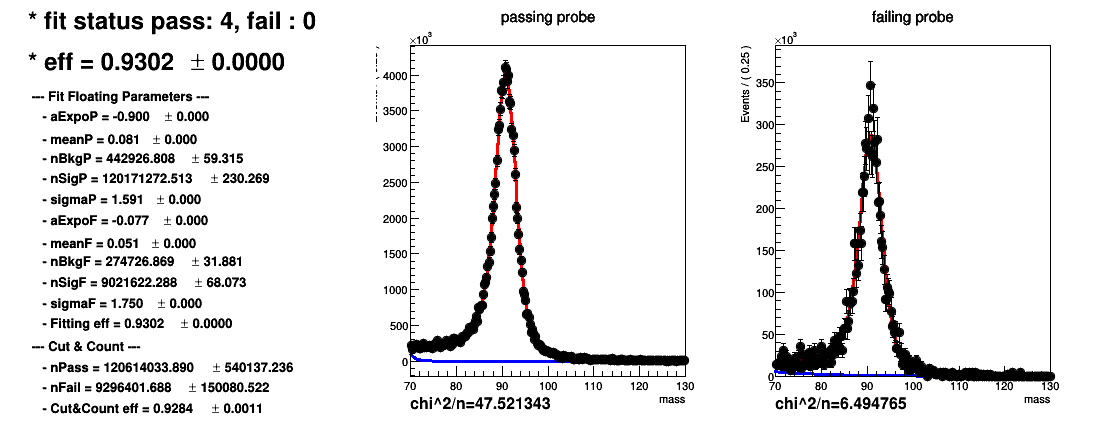 * fit status pass: 4, fail : 0
* eff = 0.9302 ± 0.0000
--- Fit Floating Parameters ---
- aExpoP = -0.900 ± 0.000
- meanP = 0.081 ± 0.000
- nBkgP = 442926.808 ± 59.315
- nSigP = 120171272.513 ± 230.269
- sigmaP = 1.591 ± 0.000
- aExpoF = -0.077 ± 0.000
- meanF = 0.051 ± 0.000
- nBkgF = 274726.869 ± 31.881
- nSigF = 9021622.288 ± 68.073
- sigmaF = 1.750 ± 0.000
- Fitting eff = 0.9302 ± 0.0000
--- Cut & Count ---
- nPass = 120614033.890 ± 540137.236
- nFail = 9296401.688 ± 150080.522
- Cut&Count eff = 0.9284 ± 0.0011
passing probe
×10³
4000
3500
3000
2500
2000
1500
1000
500
0
70 80 90 100 110 120 130
mass
chi^2/n=47.521343
failing probe
×10³
Events / ( 0.25 )
350
300
250
200
150
100
50
0
70 80 90 100 110 120 130
mass
chi^2/n=6.494765